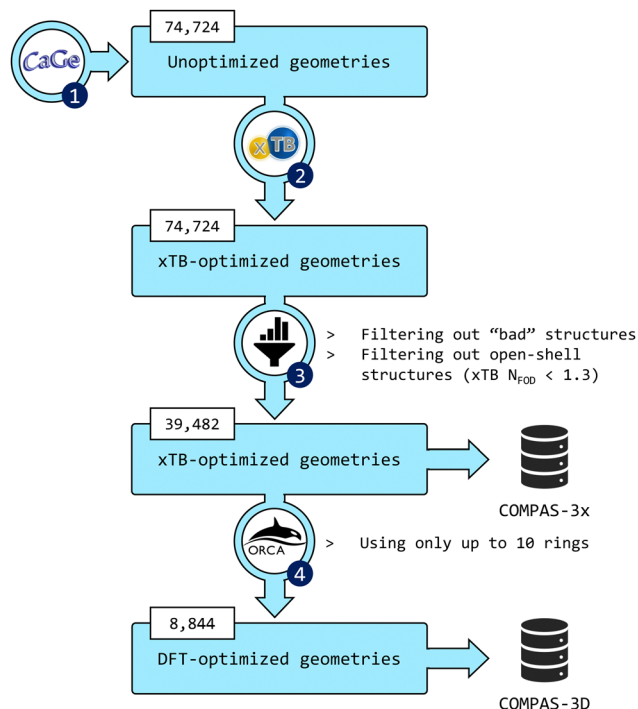 74,724
Unoptimized geometries
CaGe
1
xTB
2
74,724
xTB-optimized geometries
> Filtering out “bad” structures
> Filtering out open-shell
structures (xTB N_FOD < 1.3)
3
39,482
xTB-optimized geometries
COMPAS-3x
ORCA
> Using only up to 10 rings
4
8,844
DFT-optimized geometries
COMPAS-3D